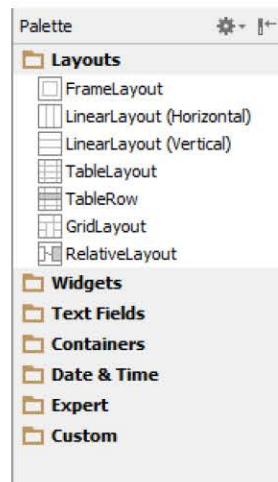 Palette
Layouts
FrameLayout
LinearLayout (Horizontal)
LinearLayout (Vertical)
TableLayout
TableRow
GridLayout
RelativeLayout
Widgets
Text Fields
Containers
Date & Time
Expert
Custom